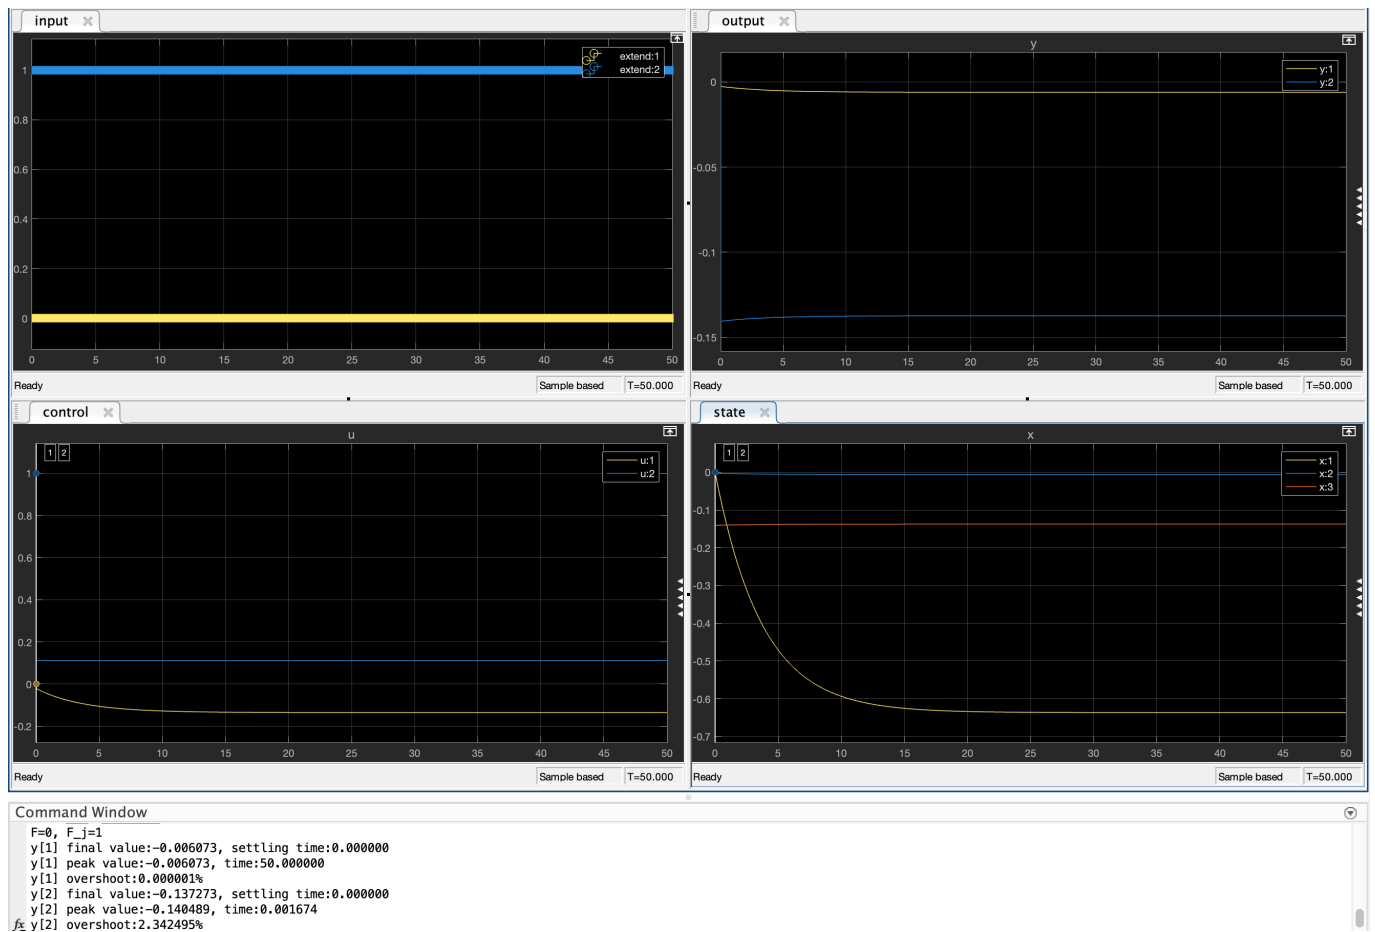 input
extend:1
extend:2
1
0.8
0.6
0.4
0.2
0
0 5 10 15 20 25 30 35 40 45 50
Ready Sample based T=50.000
output
y
y:1
y:2
0
-0.05
-0.1
-0.15
0 5 10 15 20 25 30 35 40 45 50
Ready Sample based T=50.000
control
u
1 2
u:1
u:2
1
0.8
0.6
0.4
0.2
0
-0.2
0 5 10 15 20 25 30 35 40 45 50
Ready Sample based T=50.000
state
x
1 2
x:1
x:2
x:3
0
-0.1
-0.2
-0.3
-0.4
-0.5
-0.6
-0.7
0 5 10 15 20 25 30 35 40 45 50
Ready Sample based T=50.000
Command Window
F=0, F_j=1
y[1] final value:-0.006073, settling time:0.000000
y[1] peak value:-0.006073, time:50.000000
y[1] overshoot:0.000001%
y[2] final value:-0.137273, settling time:0.000000
y[2] peak value:-0.140489, time:0.001674
fx y[2] overshoot:2.342495%